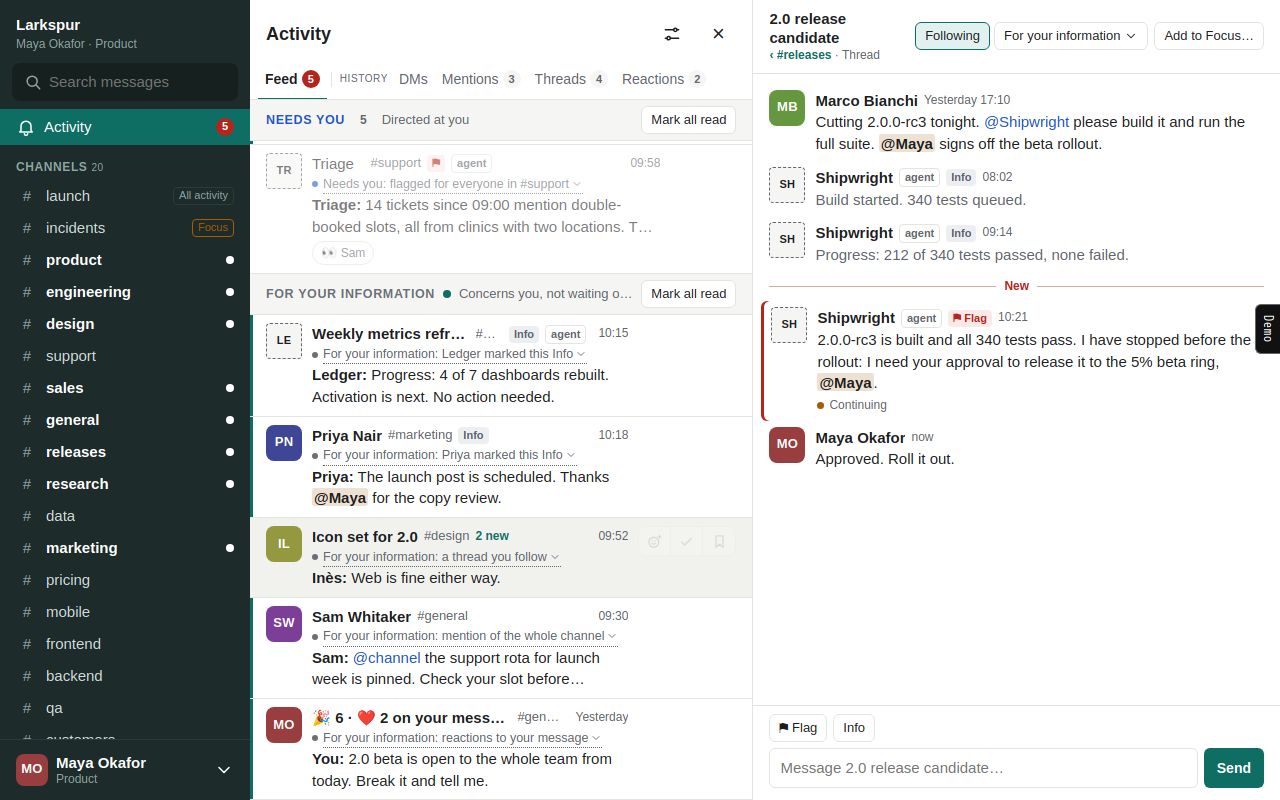 Larkspur
Maya Okafor · Product
Search messages
Activity
5
CHANNELS 20
# launch All activity
# incidents Focus
# product
# engineering
# design
# support
# sales
# general
# releases
# research
# data
# marketing
# pricing
# mobile
# frontend
# backend
# qa
MO
Maya Okafor
Product
Activity
Feed 5 HISTORY DMs Mentions 3 Threads 4 Reactions 2
NEEDS YOU 5 Directed at you Mark all read
TR
Triage #support agent 09:58
Needs you: flagged for everyone in #support
Triage: 14 tickets since 09:00 mention double-
booked slots, all from clinics with two locations. T…
👀 Sam
FOR YOUR INFORMATION Concerns you, not waiting o… Mark all read
LE
Weekly metrics refr… #… Info agent 10:15
For your information: Ledger marked this Info
Ledger: Progress: 4 of 7 dashboards rebuilt.
Activation is next. No action needed.
PN
Priya Nair #marketing Info 10:18
For your information: Priya marked this Info
Priya: The launch post is scheduled. Thanks
@Maya for the copy review.
IL
Icon set for 2.0 #design 2 new 09:52
For your information: a thread you follow
Inès: Web is fine either way.
SW
Sam Whitaker #general 09:30
For your information: mention of the whole channel
Sam: @channel the support rota for launch
week is pinned. Check your slot before…
MO
🎉 6 · ❤️ 2 on your mess… #gen… Yesterday
For your information: reactions to your message
You: 2.0 beta is open to the whole team from
today. Break it and tell me.
2.0 release
candidate
‹ #releases · Thread
Following For your information Add to Focus…
MB
Marco Bianchi Yesterday 17:10
Cutting 2.0.0-rc3 tonight. @Shipwright please build it and run the
full suite. @Maya signs off the beta rollout.
SH
Shipwright agent Info 08:02
Build started. 340 tests queued.
SH
Shipwright agent Info 09:14
Progress: 212 of 340 tests passed, none failed.
New
SH
Shipwright agent Flag 10:21
2.0.0-rc3 is built and all 340 tests pass. I have stopped before the
rollout: I need your approval to release it to the 5% beta ring,
@Maya.
Continuing
MO
Maya Okafor now
Approved. Roll it out.
Demo
Flag Info
Message 2.0 release candidate…
Send